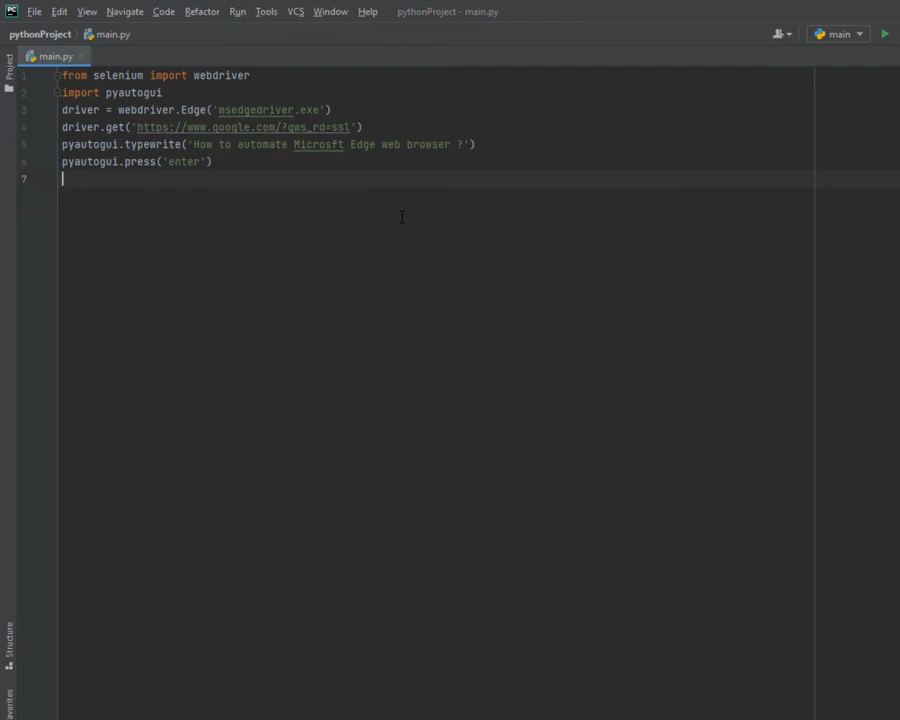 PC File Edit View Navigate Code Refactor Run Tools VCS Window Help pythonProject - main.py
pythonProject main.py main
Project
main.py
1 from selenium import webdriver
2 import pyautogui
3 driver = webdriver.Edge('msedgedriver.exe')
4 driver.get('https://www.google.com/?gws_rd=ssl')
5 pyautogui.typewrite('How to automate Microsft Edge web browser ?')
6 pyautogui.press('enter')
7
Structure
avorites